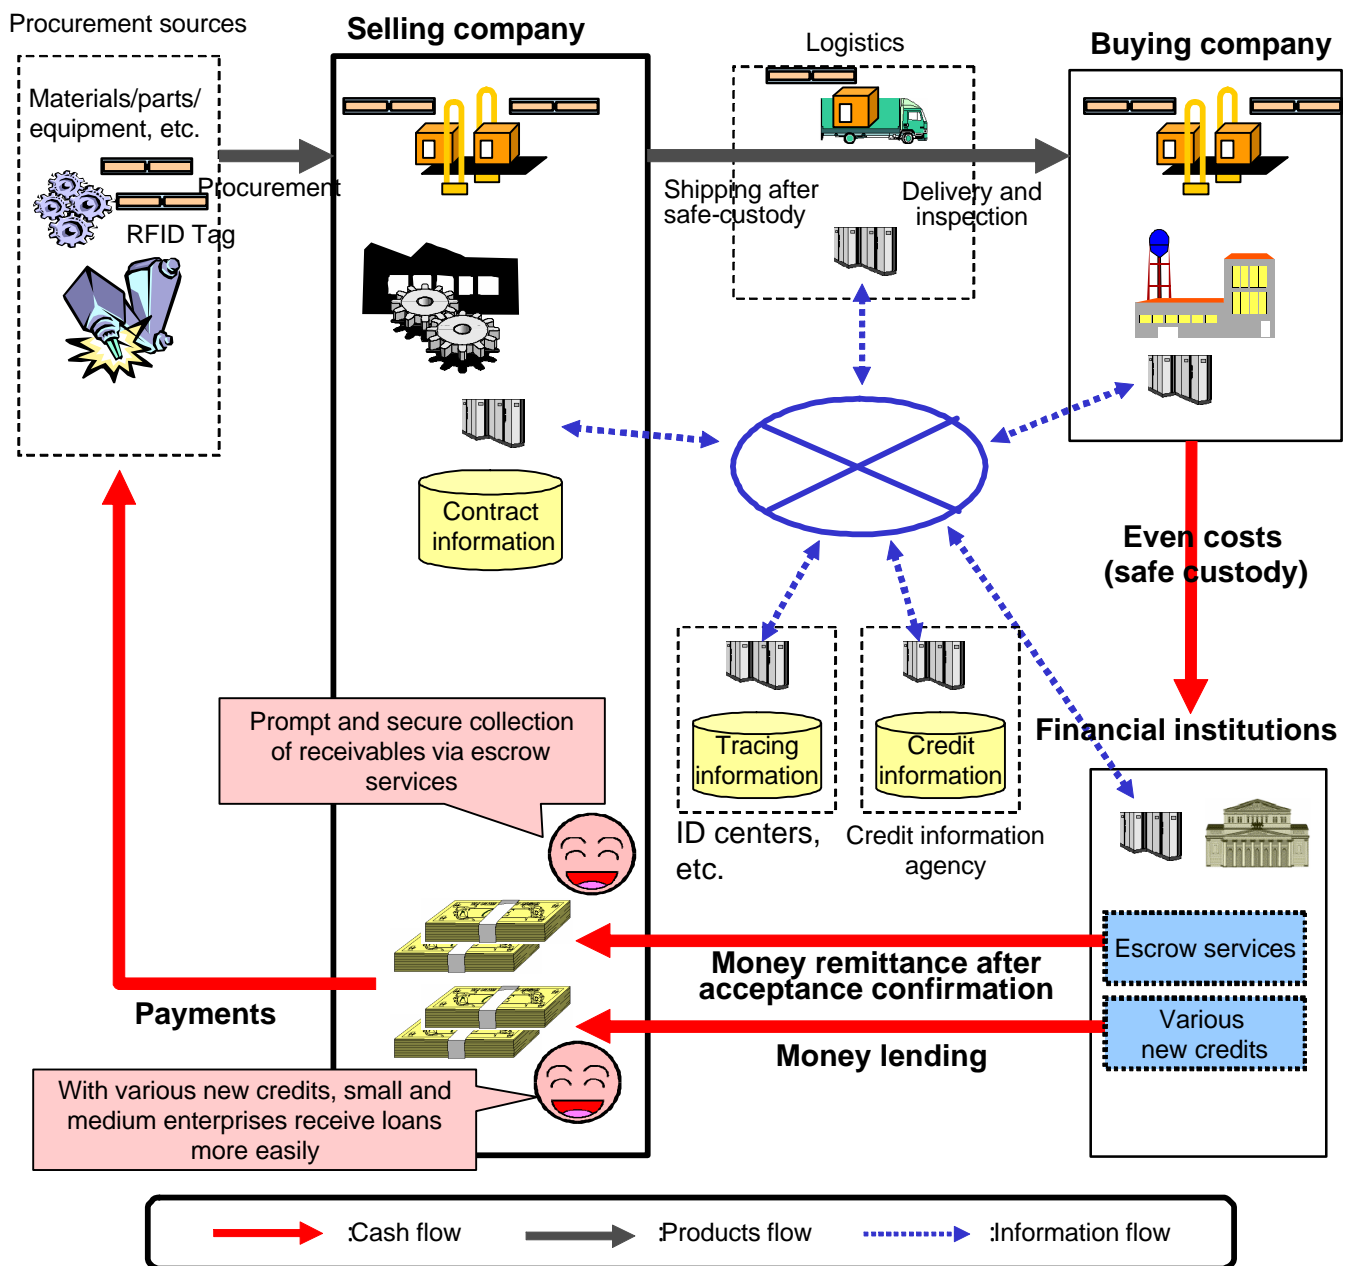 Procurement sources
Selling company
Logistics
Buying company
Materials/parts/
equipment, etc.
Procurement
RFID Tag
Shipping after
safe-custody
Delivery and
inspection
Contract
information
Even costs
(safe custody)
Tracing
information
Credit
information
ID centers,
etc.
Credit information
agency
Financial institutions
Prompt and secure collection
of receivables via escrow
services
Escrow services
Money remittance after
acceptance confirmation
Various
new credits
Money lending
Payments
With various new credits, small and
medium enterprises receive loans
more easily
:Cash flow
:Products flow
:Information flow